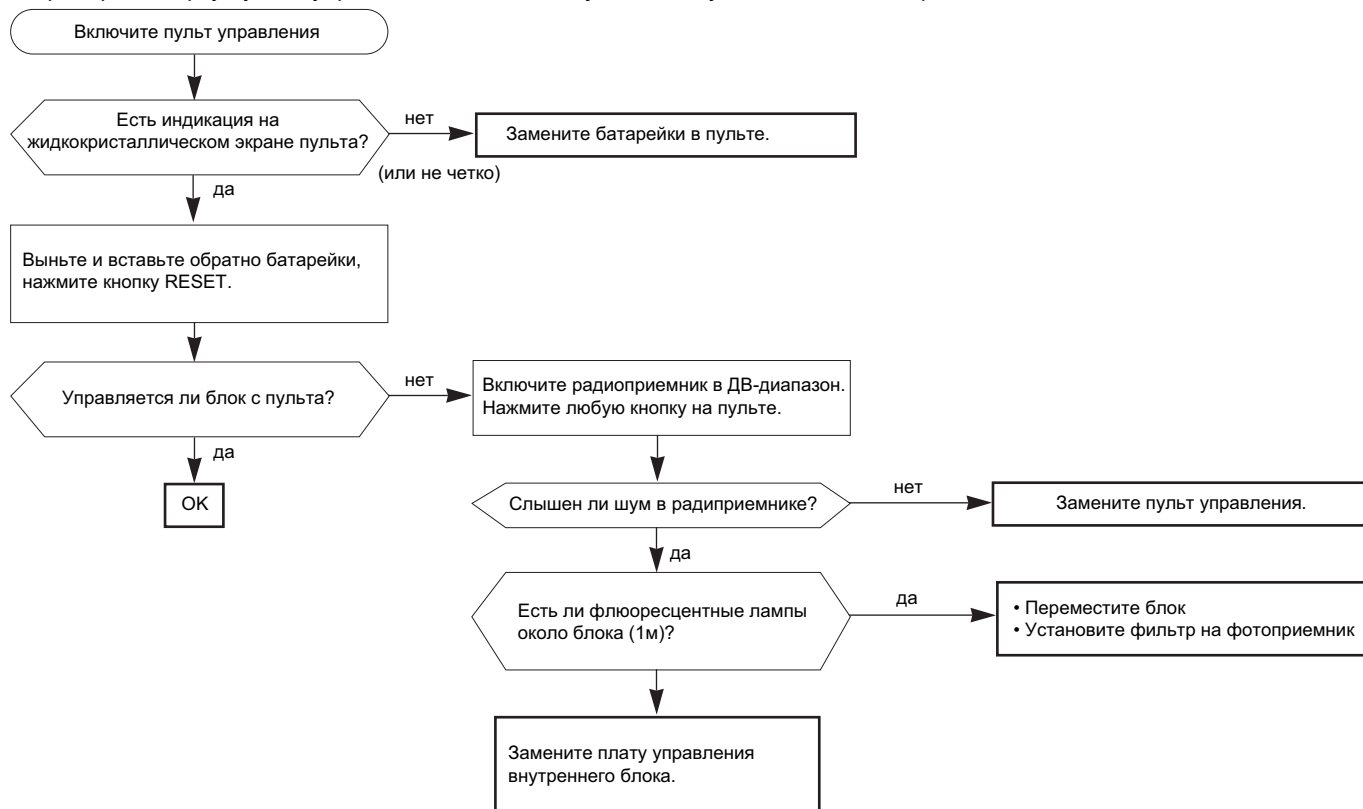 Включите пульт управления
Есть индикация на
жидкокристаллическом экране пульта?
нет
Замените батарейки в пульте.
(или не четко)
да
Выньте и вставьте обратно батарейки,
нажмите кнопку RESET.
Управляется ли блок с пульта?
нет
Включите радиоприемник в ДВ-диапазон.
Нажмите любую кнопку на пульте.
да
OK
Слышен ли шум в радиприемнике?
нет
Замените пульт управления.
да
Есть ли флюоресцентные лампы
около блока (1м)?
да
• Переместите блок
• Установите фильтр на фотоприемник
Замените плату управления
внутреннего блока.